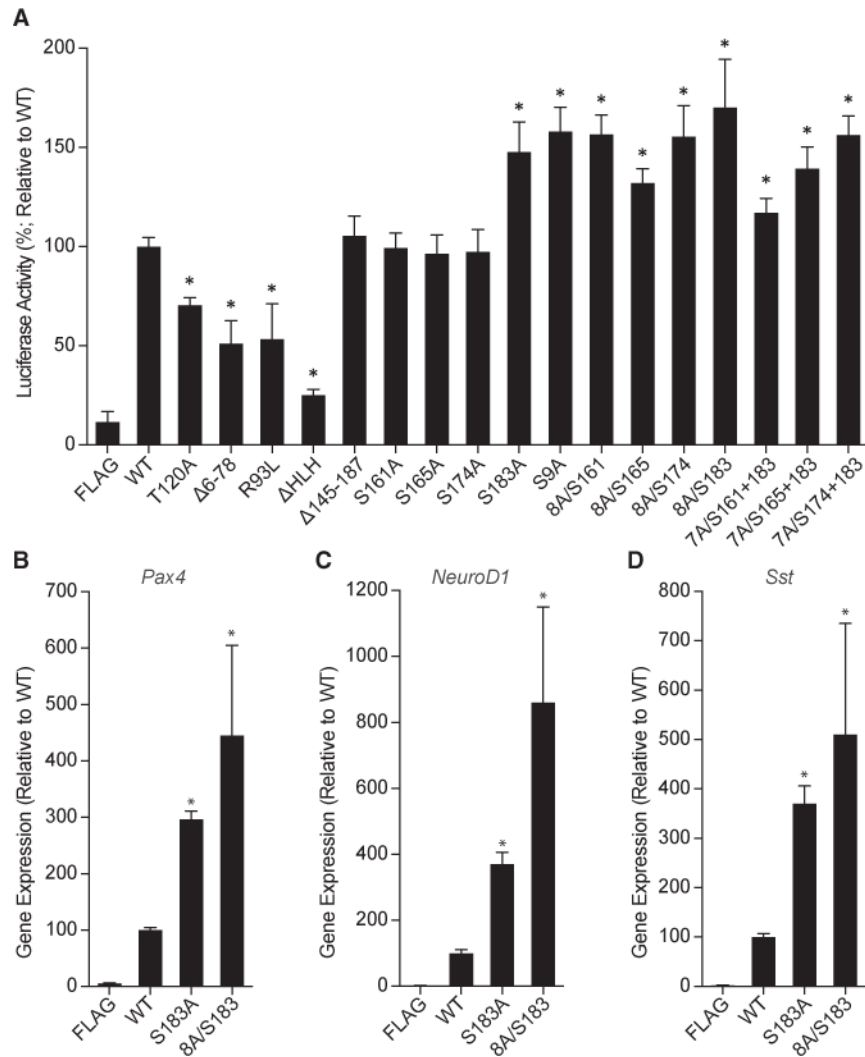 A
Luciferase Activity (%; Relative to WT)
200
150
100
50
0
* * * * * * * * * * * *
FLAG WT T120A Δ6-78 R93L ΔHLH Δ145-187 S161A S165A S174A S183A S9A 8A/S161 8A/S165 8A/S174 8A/S183 7A/S161+183 7A/S165+183 7A/S174+183
B
Pax4
Gene Expression (Relative to WT)
700
600
500
400
300
200
100
0
* *
FLAG WT S183A 8A/S183
C
NeuroD1
Gene Expression (Relative to WT)
1200
1000
800
600
400
200
0
* *
FLAG WT S183A 8A/S183
D
Sst
Gene Expression (Relative to WT)
800
700
600
500
400
300
200
100
0
* *
FLAG WT S183A 8A/S183